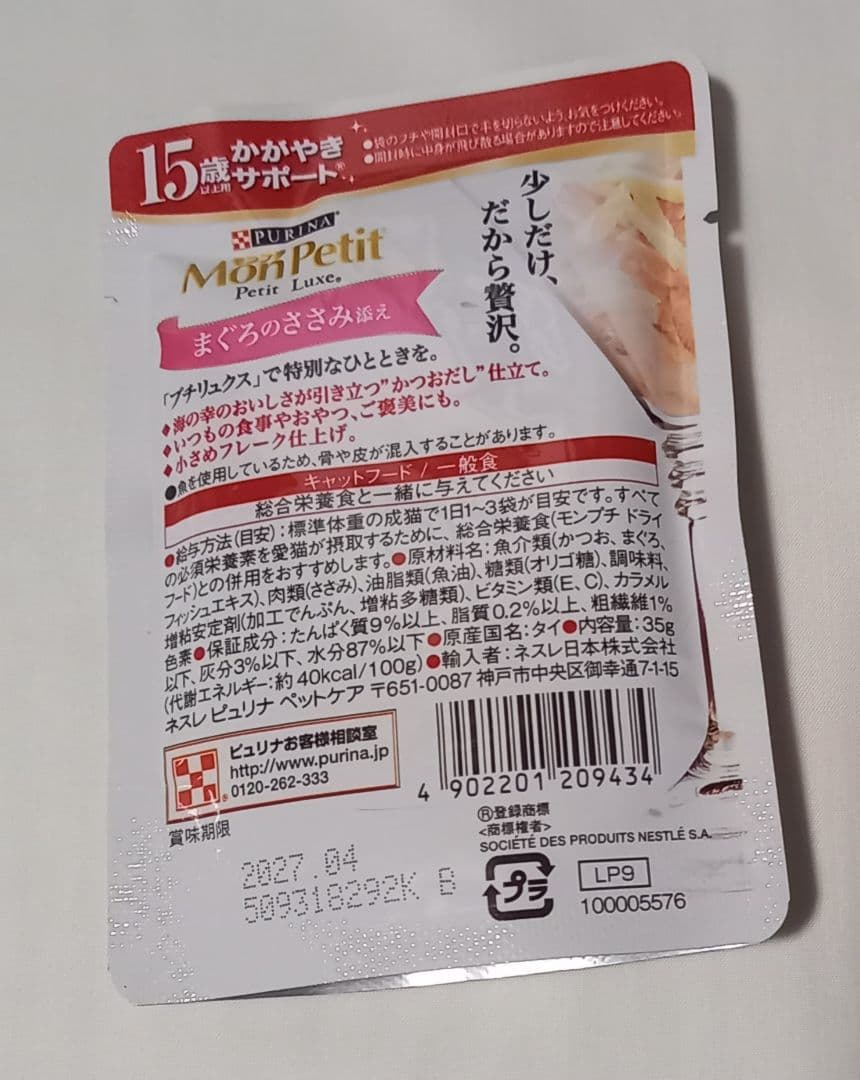 15歳以上用 かがやきサポート®
●袋のフチや開封口で手を切らないよう、お気をつけください。
●開封時に中身が飛び散る場合がありますので注意してください。
PURINA®
MonPetit
Petit Luxe®
まぐろのささみ添え
少しだけ、
だから贅沢。
「プチリュクス」で特別なひとときを。
◆海の幸のおいしさが引き立つ"かつおだし"仕立て。
◆いつもの食事やおやつ、ご褒美にも。
◆小さめフレーク仕上げ。
●魚を使用しているため、骨や皮が混入することがあります。
キャットフード / 一般食
総合栄養食と一緒に与えてください
●給与方法(目安):標準体重の成猫で1日1~3袋が目安です。すべて
の必須栄養素を愛猫が摂取するために、総合栄養食(モンプチ ドライ
フード)との併用をおすすめします。●原材料名:魚介類(かつお、まぐろ、
フィッシュエキス)、肉類(ささみ)、油脂類(魚油)、糖類(オリゴ糖)、調味料、
増粘安定剤(加工でんぷん、増粘多糖類)、ビタミン類(E、C)、カラメル
色素●保証成分:たんぱく質9%以上、脂質0.2%以上、粗繊維1%
以下、灰分3%以下、水分87%以下●原産国名:タイ●内容量:35g
(代謝エネルギー:約40kcal/100g)●輸入者:ネスレ日本株式会社
ネスレ ピュリナ ペットケア 〒651-0087 神戸市中央区御幸通7-1-15
ピュリナお客様相談室
http://www.purina.jp
0120-262-333
4 902201 209434
®登録商標
<商標権者>
SOCIÉTÉ DES PRODUITS NESTLÉ S.A.
賞味期限
2027.04
509316292K B
プラ
LP9
100005576